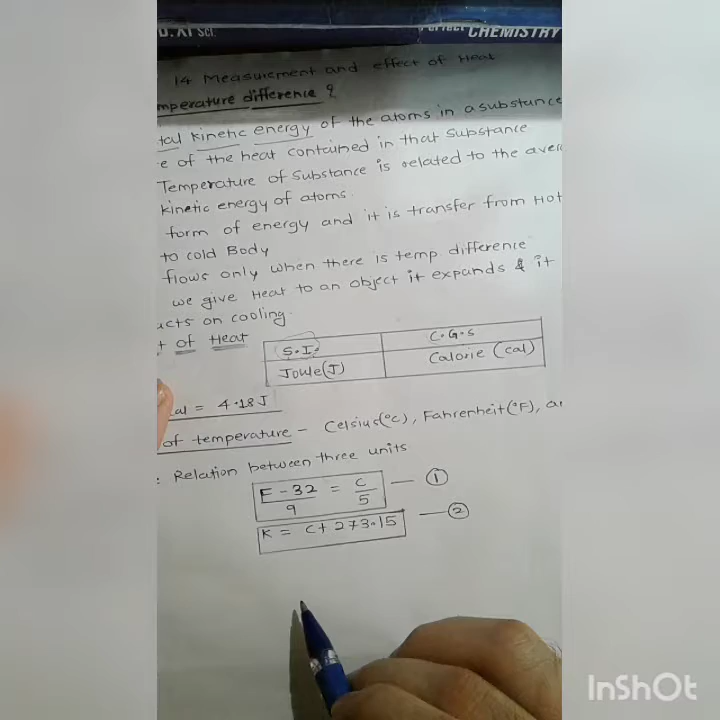 D. XI Sci.
PERFECT CHEMISTRY
14 Measurement and effect of Heat
mperature difference ?
tal kinetic energy of the atoms in a substance
e of the heat contained in that substance
Temperature of substance is related to the aver
kinetic energy of atoms.
form of energy and it is transfer from Hot
to cold Body
flows only when there is temp. difference
we give Heat to an object it expands & it
acts on cooling.
t of Heat
S.I. C.G.S
Joule(J) Calorie (cal)
cal = 4.18 J
of temperature - Celsius(°C), Fahrenheit(°F), a
: Relation between three units
F - 32 / 9 = C / 5 — ①
K = C + 273.15 — ②
InShOt